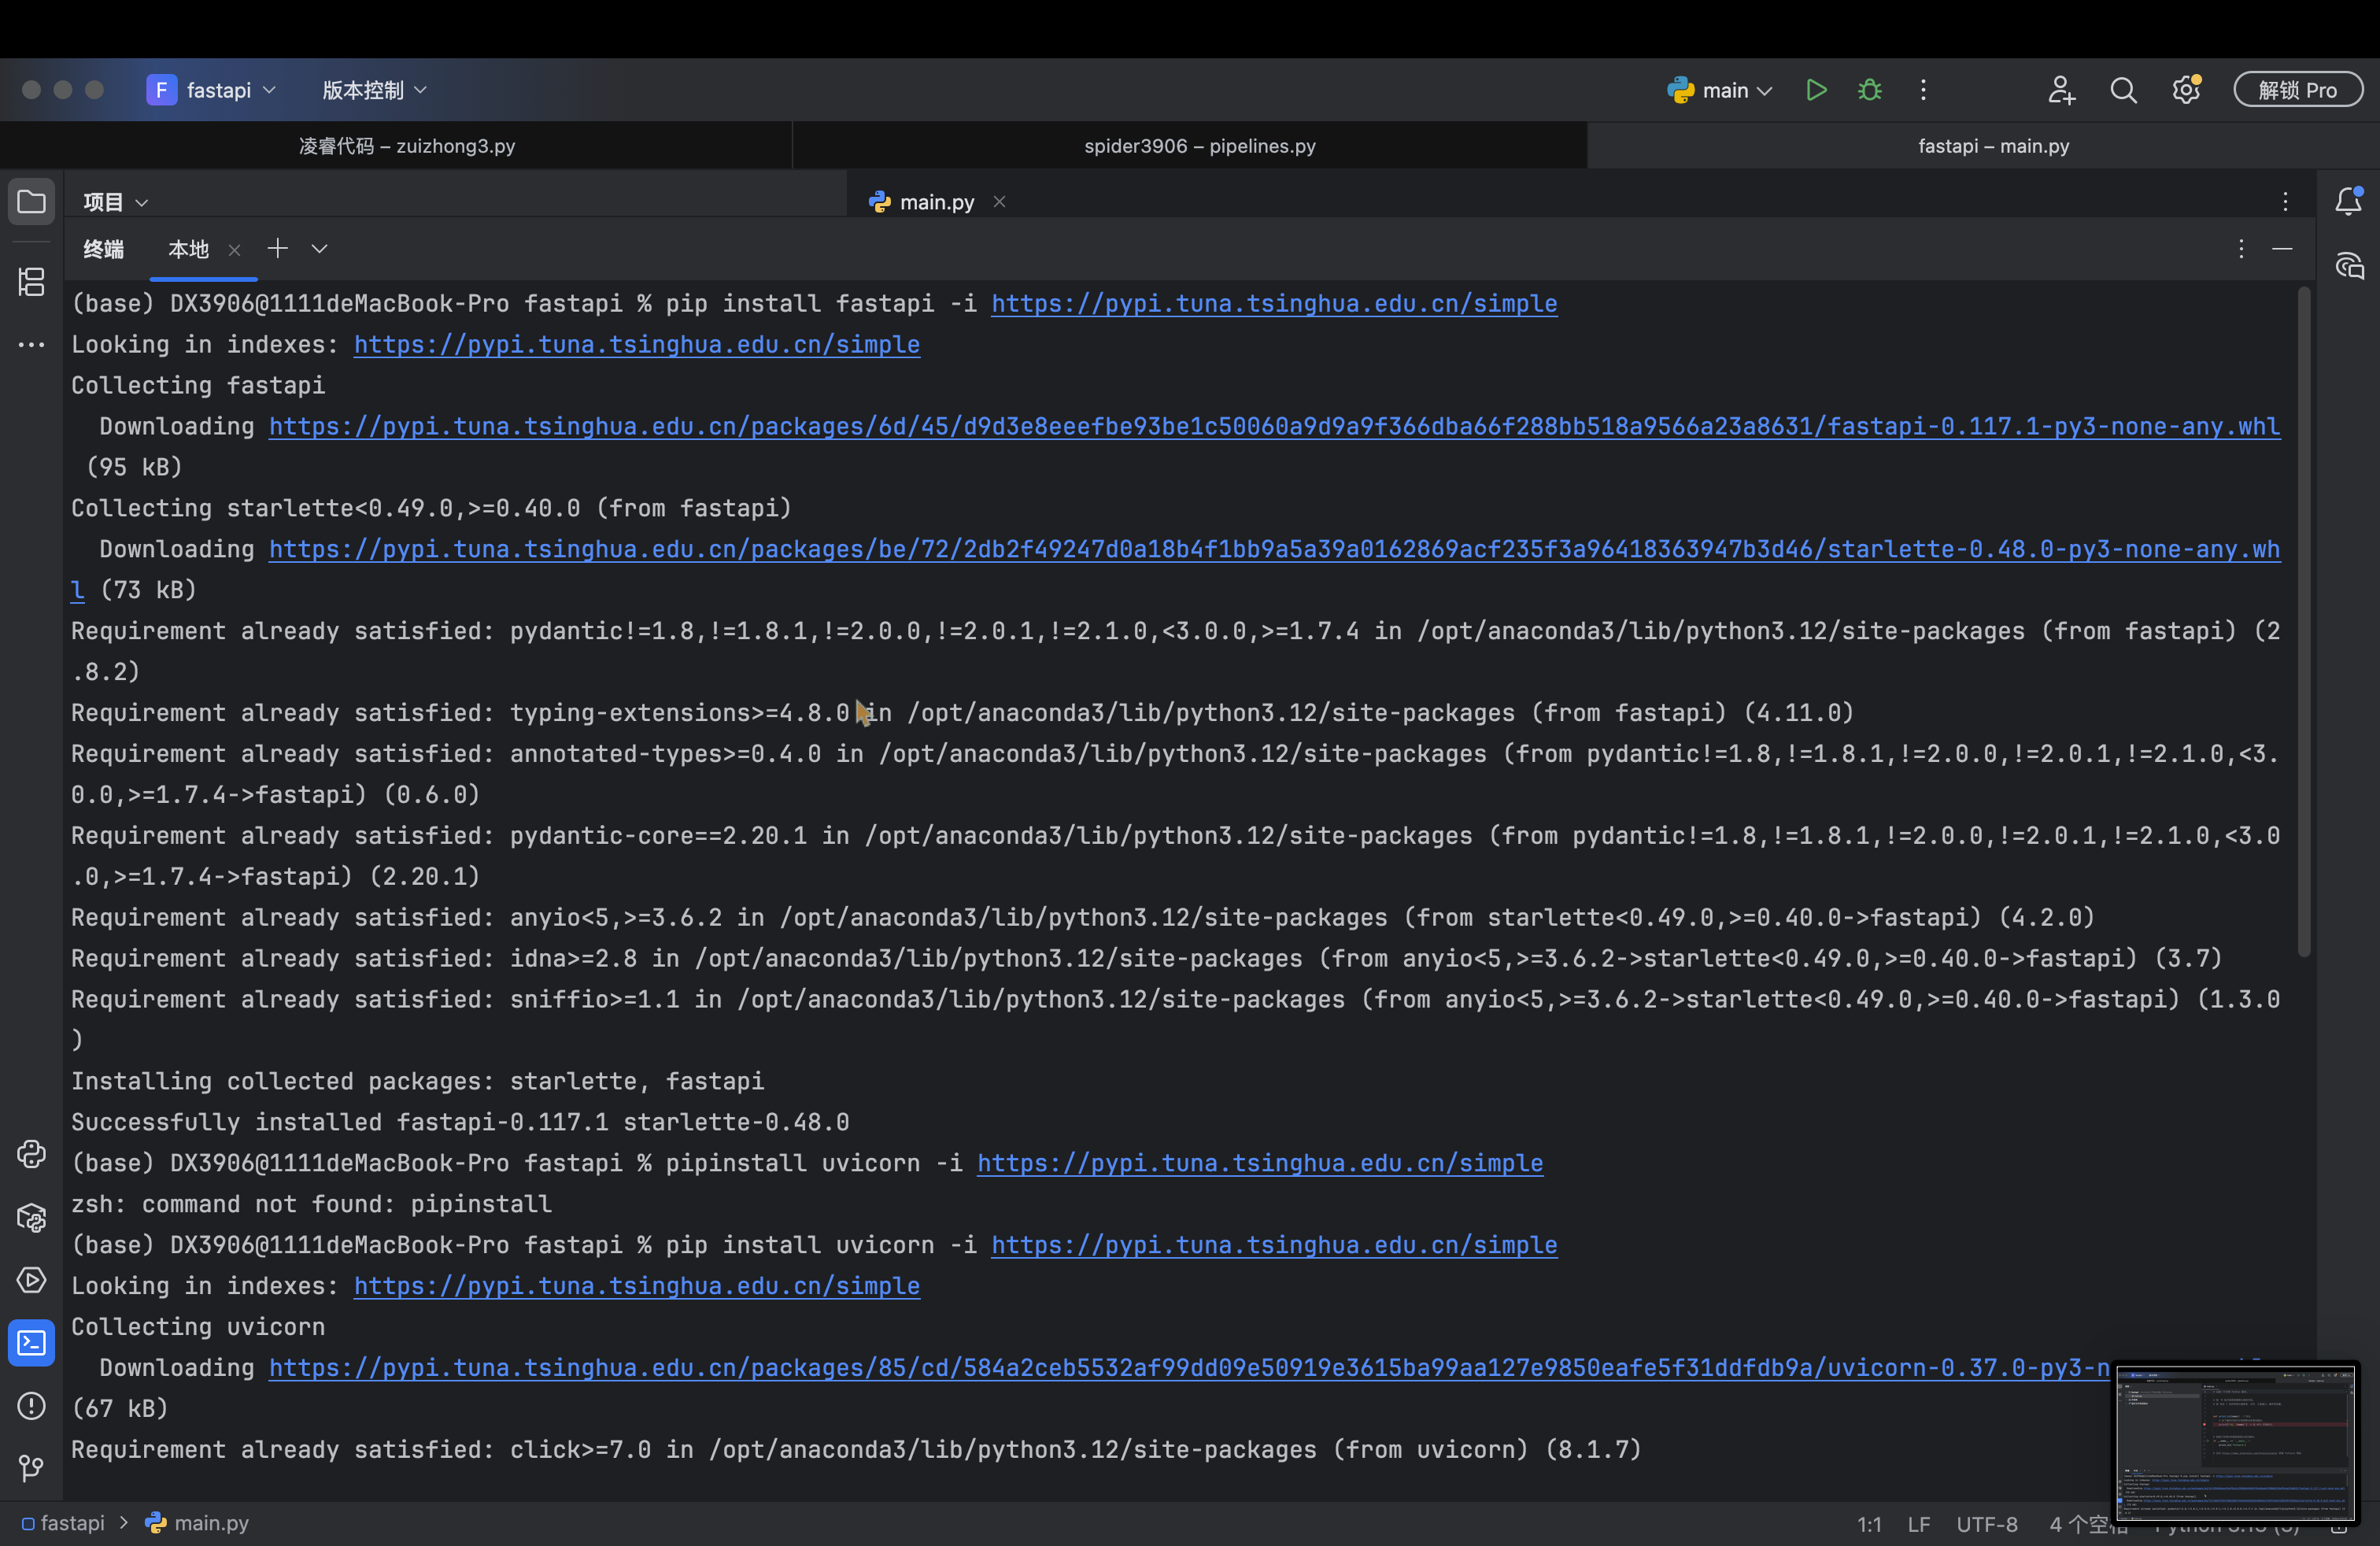 F fastapi 版本控制 main 解锁 Pro
凌睿代码 – zuizhong3.py spider3906 – pipelines.py fastapi – main.py
项目 main.py
终端 本地
(base) DX3906@1111deMacBook-Pro fastapi % pip install fastapi -i https://pypi.tuna.tsinghua.edu.cn/simple
Looking in indexes: https://pypi.tuna.tsinghua.edu.cn/simple
Collecting fastapi
Downloading https://pypi.tuna.tsinghua.edu.cn/packages/6d/45/d9d3e8eeefbe93be1c50060a9d9a9f366dba66f288bb518a9566a23a8631/fastapi-0.117.1-py3-none-any.whl
(95 kB)
Collecting starlette<0.49.0,>=0.40.0 (from fastapi)
Downloading https://pypi.tuna.tsinghua.edu.cn/packages/be/72/2db2f49247d0a18b4f1bb9a5a39a0162869acf235f3a96418363947b3d46/starlette-0.48.0-py3-none-any.wh
l (73 kB)
Requirement already satisfied: pydantic!=1.8,!=1.8.1,!=2.0.0,!=2.0.1,!=2.1.0,<3.0.0,>=1.7.4 in /opt/anaconda3/lib/python3.12/site-packages (from fastapi) (2
.8.2)
Requirement already satisfied: typing-extensions>=4.8.0 in /opt/anaconda3/lib/python3.12/site-packages (from fastapi) (4.11.0)
Requirement already satisfied: annotated-types>=0.4.0 in /opt/anaconda3/lib/python3.12/site-packages (from pydantic!=1.8,!=1.8.1,!=2.0.0,!=2.0.1,!=2.1.0,<3.
0.0,>=1.7.4->fastapi) (0.6.0)
Requirement already satisfied: pydantic-core==2.20.1 in /opt/anaconda3/lib/python3.12/site-packages (from pydantic!=1.8,!=1.8.1,!=2.0.0,!=2.0.1,!=2.1.0,<3.0
.0,>=1.7.4->fastapi) (2.20.1)
Requirement already satisfied: anyio<5,>=3.6.2 in /opt/anaconda3/lib/python3.12/site-packages (from starlette<0.49.0,>=0.40.0->fastapi) (4.2.0)
Requirement already satisfied: idna>=2.8 in /opt/anaconda3/lib/python3.12/site-packages (from anyio<5,>=3.6.2->starlette<0.49.0,>=0.40.0->fastapi) (3.7)
Requirement already satisfied: sniffio>=1.1 in /opt/anaconda3/lib/python3.12/site-packages (from anyio<5,>=3.6.2->starlette<0.49.0,>=0.40.0->fastapi) (1.3.0
)
Installing collected packages: starlette, fastapi
Successfully installed fastapi-0.117.1 starlette-0.48.0
(base) DX3906@1111deMacBook-Pro fastapi % pipinstall uvicorn -i https://pypi.tuna.tsinghua.edu.cn/simple
zsh: command not found: pipinstall
(base) DX3906@1111deMacBook-Pro fastapi % pip install uvicorn -i https://pypi.tuna.tsinghua.edu.cn/simple
Looking in indexes: https://pypi.tuna.tsinghua.edu.cn/simple
Collecting uvicorn
Downloading https://pypi.tuna.tsinghua.edu.cn/packages/85/cd/584a2ceb5532af99dd09e50919e3615ba99aa127e9850eafe5f31ddfdb9a/uvicorn-0.37.0-py3-n
(67 kB)
Requirement already satisfied: click>=7.0 in /opt/anaconda3/lib/python3.12/site-packages (from uvicorn) (8.1.7)
fastapi > main.py 1:1 LF UTF-8 4 个空格